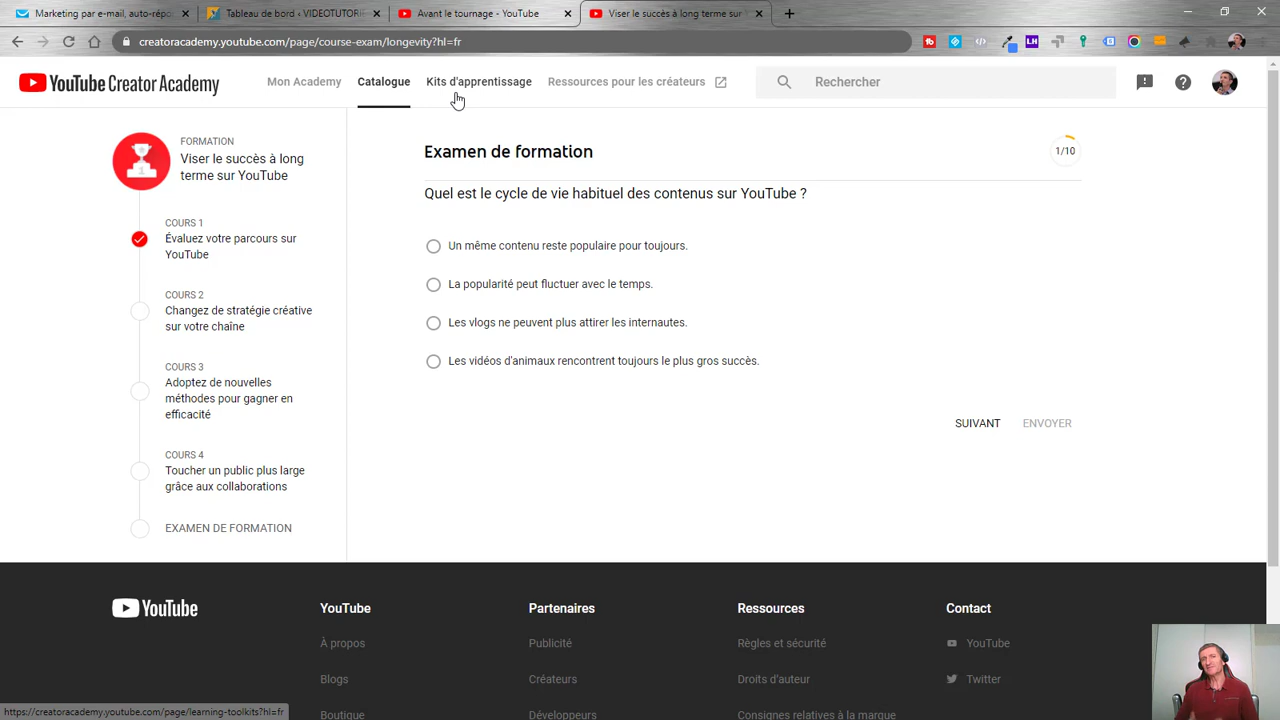 Marketing par e-mail, auto-répo
Tableau de bord ‹ VIDEOTUTORIE
Avant le tournage - YouTube
Viser le succès à long terme sur
creatoracademy.youtube.com/page/course-exam/longevity?hl=fr
YouTube Creator Academy
Mon Academy
Catalogue
Kits d'apprentissage
Ressources pour les créateurs
Rechercher
FORMATION
Viser le succès à long
terme sur YouTube
COURS 1
Évaluez votre parcours sur
YouTube
COURS 2
Changez de stratégie créative
sur votre chaîne
COURS 3
Adoptez de nouvelles
méthodes pour gagner en
efficacité
COURS 4
Toucher un public plus large
grâce aux collaborations
EXAMEN DE FORMATION
Examen de formation
1/10
Quel est le cycle de vie habituel des contenus sur YouTube ?
Un même contenu reste populaire pour toujours.
La popularité peut fluctuer avec le temps.
Les vlogs ne peuvent plus attirer les internautes.
Les vidéos d'animaux rencontrent toujours le plus gros succès.
SUIVANT
ENVOYER
YouTube
YouTube
À propos
Blogs
Boutique
Partenaires
Publicité
Créateurs
Développeurs
Ressources
Règles et sécurité
Droits d'auteur
Consignes relatives à la marque
Contact
YouTube
Twitter
https://creatoracademy.youtube.com/page/learning-toolkits?hl=fr